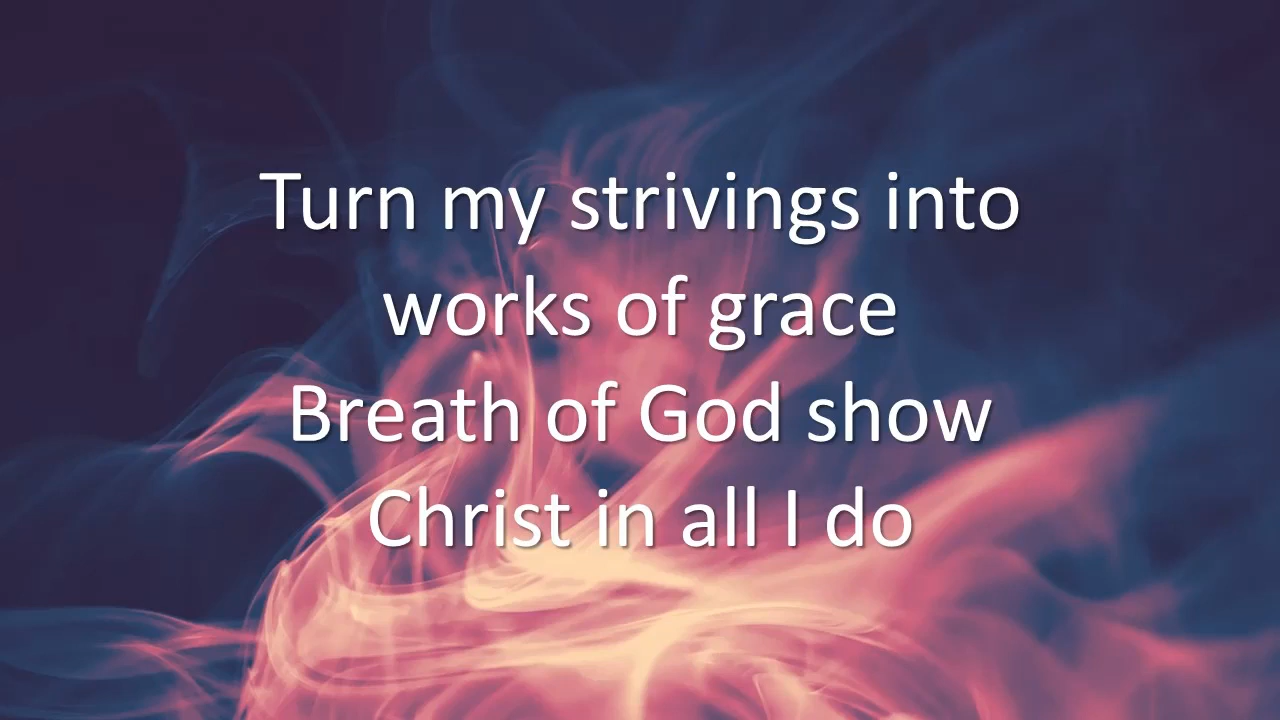 Turn my strivings into
works of grace
Breath of God show
Christ in all I do